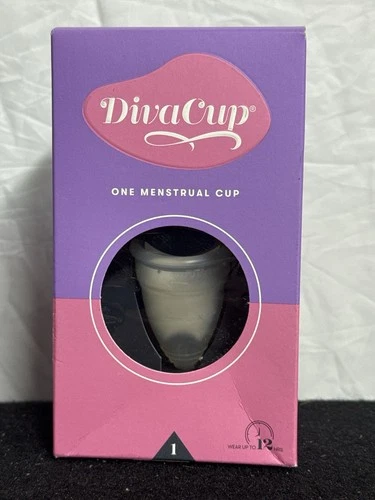 DivaCup®
ONE MENSTRUAL CUP
1
WEAR UP TO 12 HRS